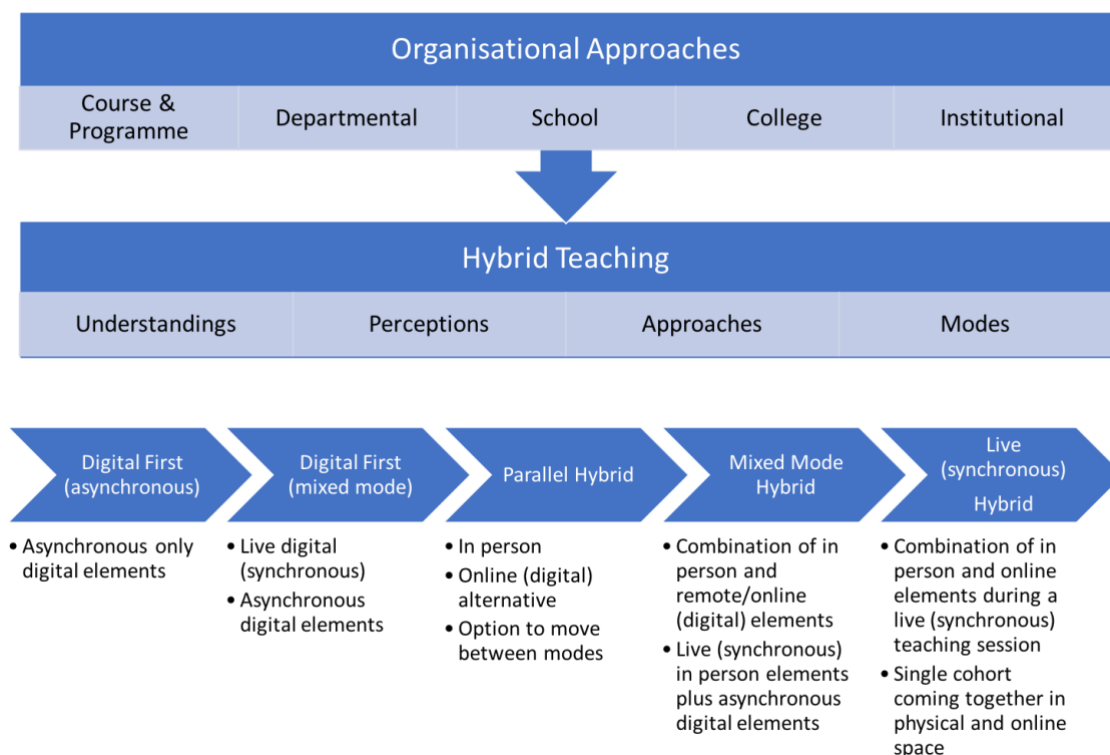 Organisational Approaches
Course &
Programme
Departmental
School
College
Institutional
Hybrid Teaching
Understandings
Perceptions
Approaches
Modes
Digital First
(asynchronous)
• Asynchronous only
digital elements
Digital First
(mixed mode)
• Live digital
(synchronous)
• Asynchronous
digital elements
Parallel Hybrid
• In person
• Online (digital)
alternative
• Option to move
between modes
Mixed Mode
Hybrid
• Combination of in
person and
remote/online
(digital) elements
• Live (synchronous)
in person elements
plus asynchronous
digital elements
Live
(synchronous)
Hybrid
• Combination of in
person and online
elements during a
live (synchronous)
teaching session
• Single cohort
coming together in
physical and online
space